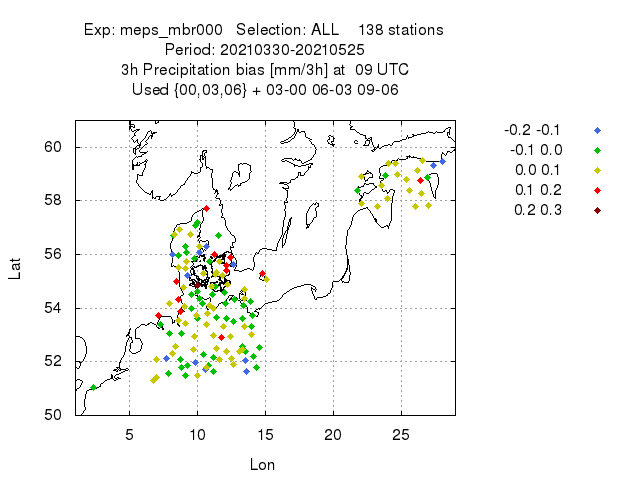 Exp: meps_mbr000   Selection: ALL    138 stations
Period: 20210330-20210525
3h Precipitation bias [mm/3h] at  09 UTC
Used {00,03,06} + 03-00 06-03 09-06
-0.2 -0.1
-0.1 0.0
0.0 0.1
0.1 0.2
0.2 0.3
60
58
56
54
52
50
Lat
5 10 15 20 25
Lon